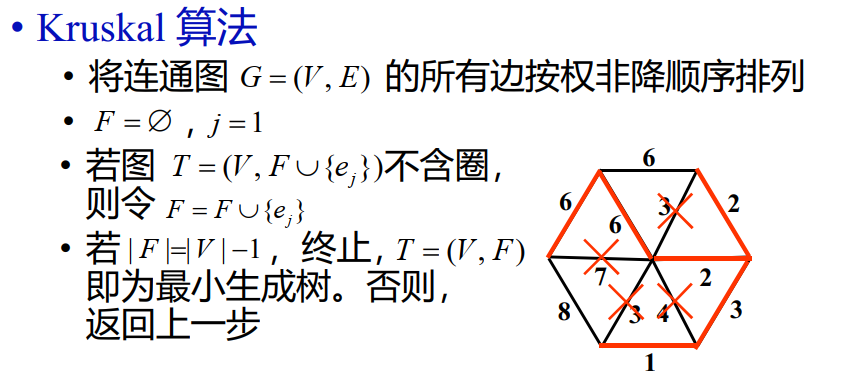 • Kruskal 算法
• 将连通图 G = (V, E) 的所有边按权非降顺序排列
• F = ∅ , j = 1
• 若图 T = (V, F ∪ {e_j})不含圈，
则令 F = F ∪ {e_j}
• 若 | F |=| V | −1 ， 终止, T = (V, F)
即为最小生成树。否则，
返回上一步
6
6
6
3
2
7
2
8
3
4
3
1